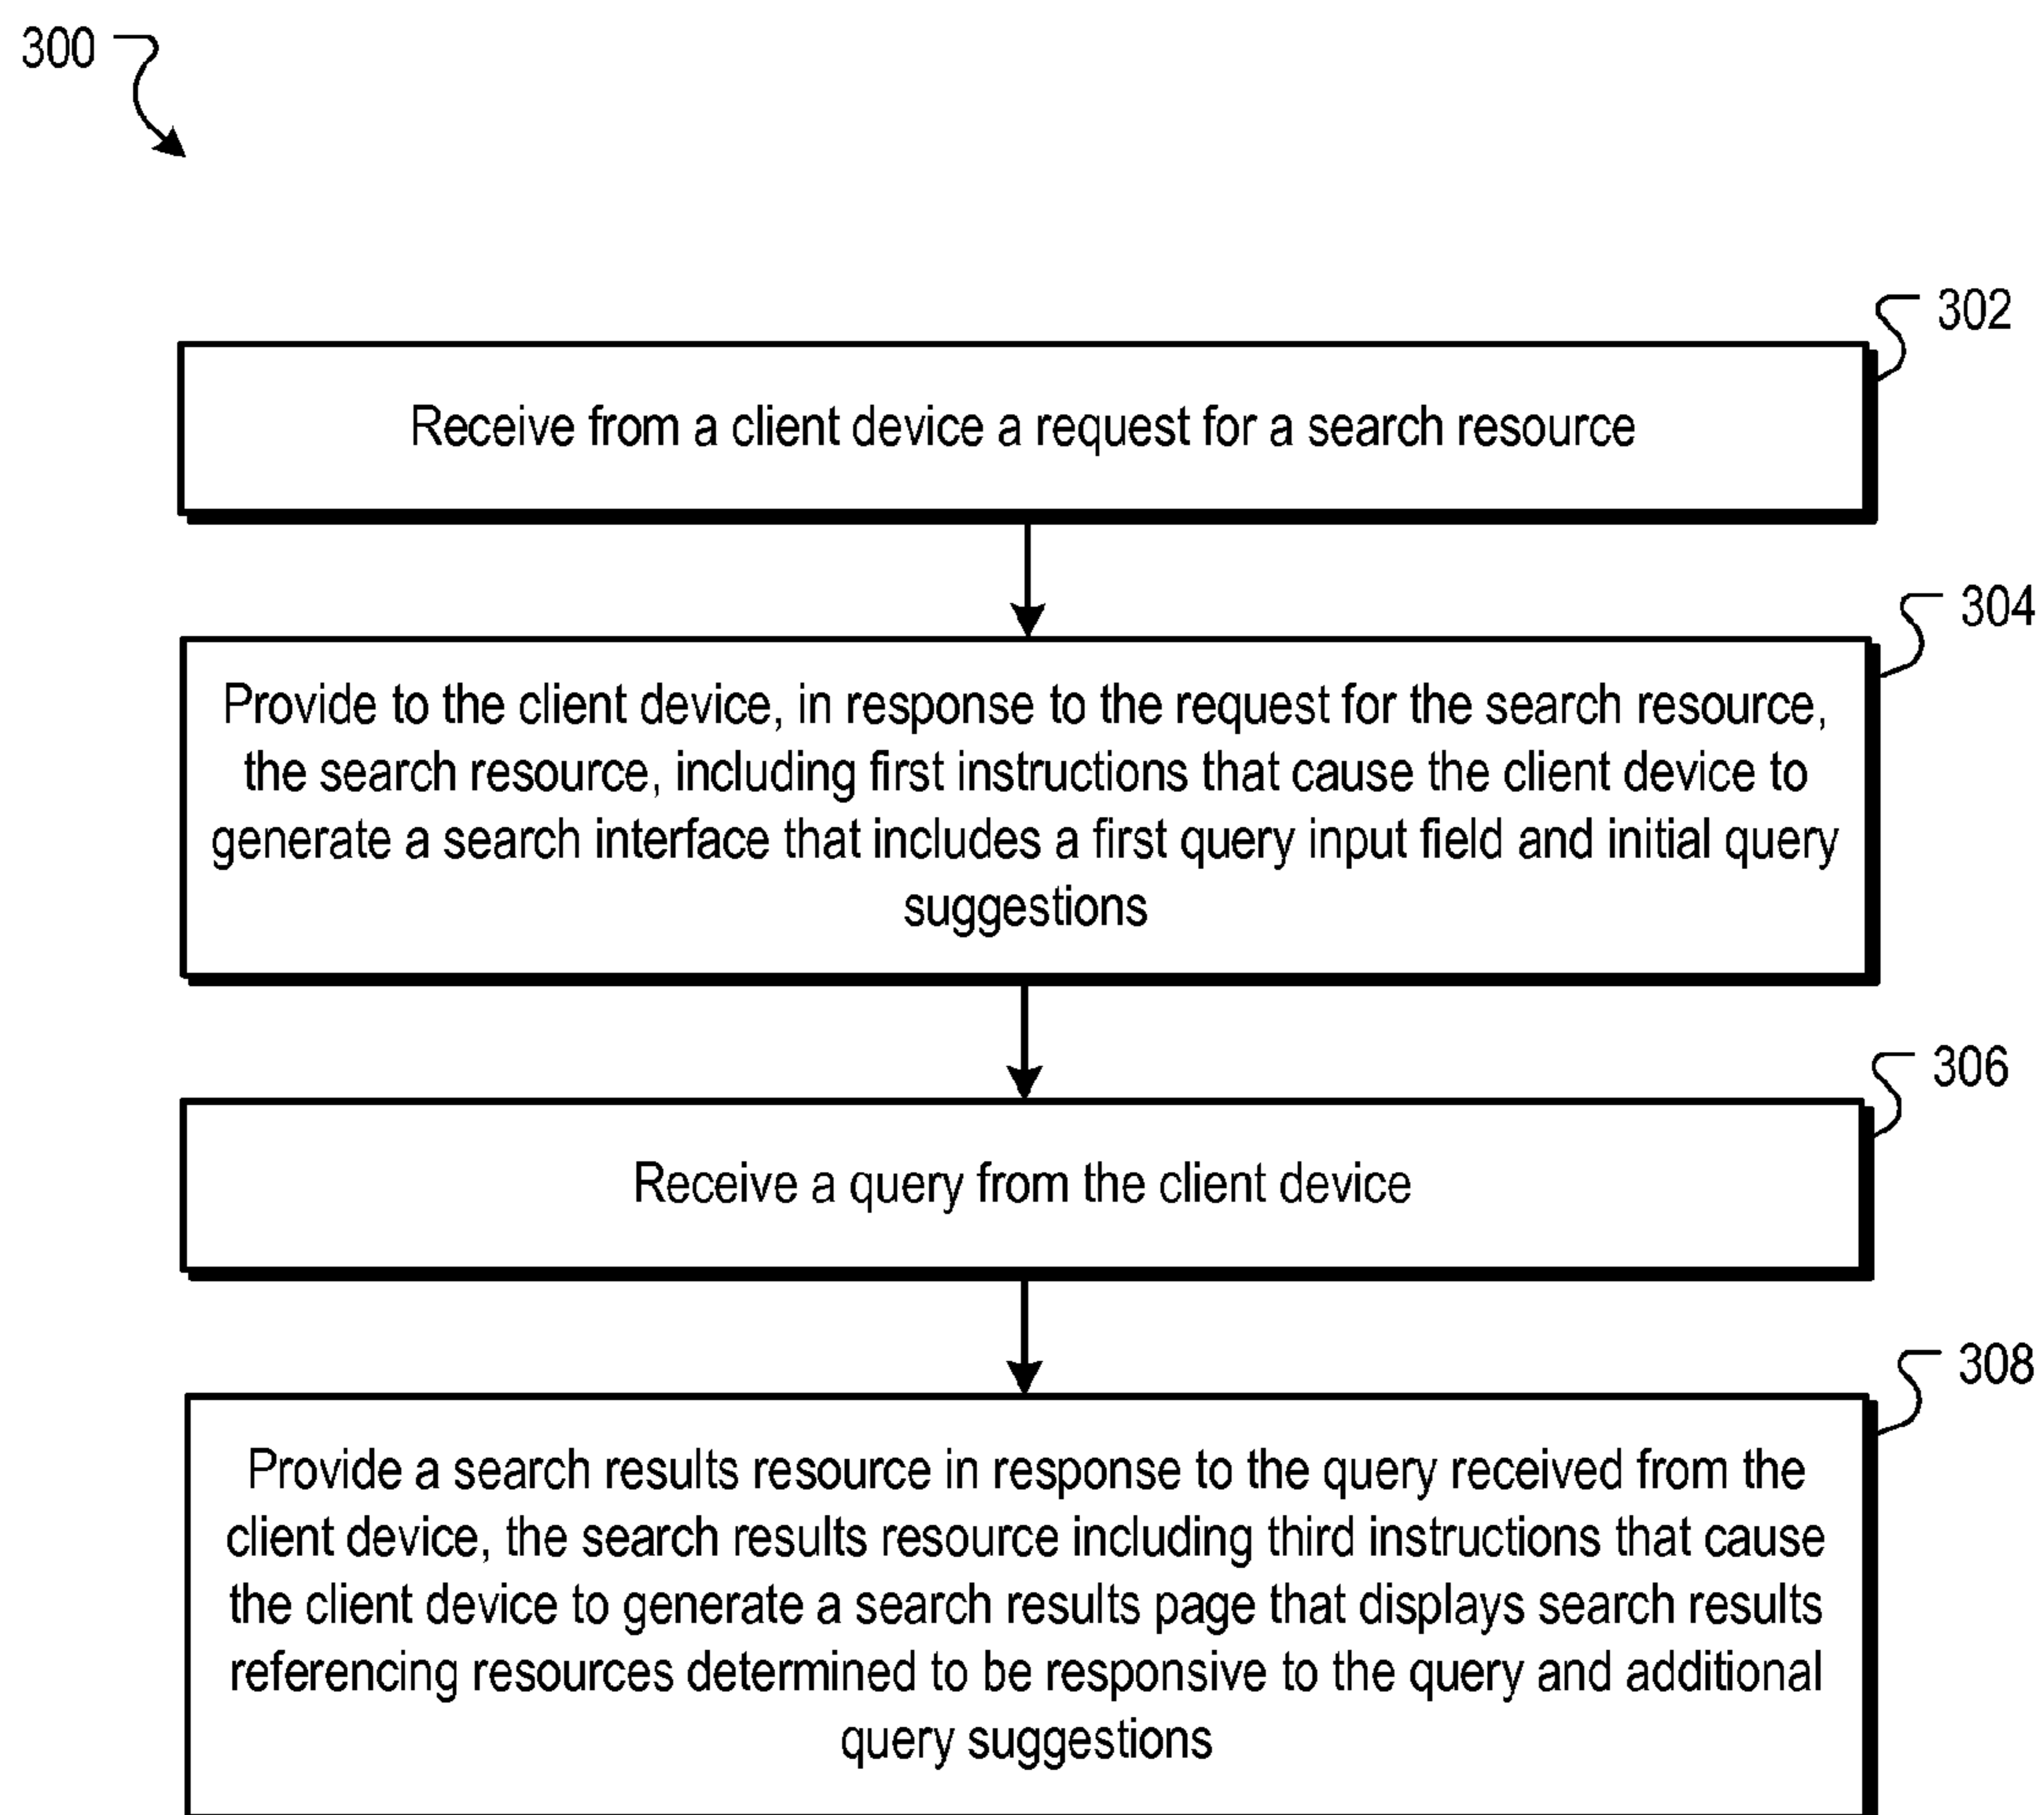 300
302
Receive from a client device a request for a search resource
304
Provide to the client device, in response to the request for the search resource,
the search resource, including first instructions that cause the client device to
generate a search interface that includes a first query input field and initial query
suggestions
306
Receive a query from the client device
308
Provide a search results resource in response to the query received from the
client device, the search results resource including third instructions that cause
the client device to generate a search results page that displays search results
referencing resources determined to be responsive to the query and additional
query suggestions